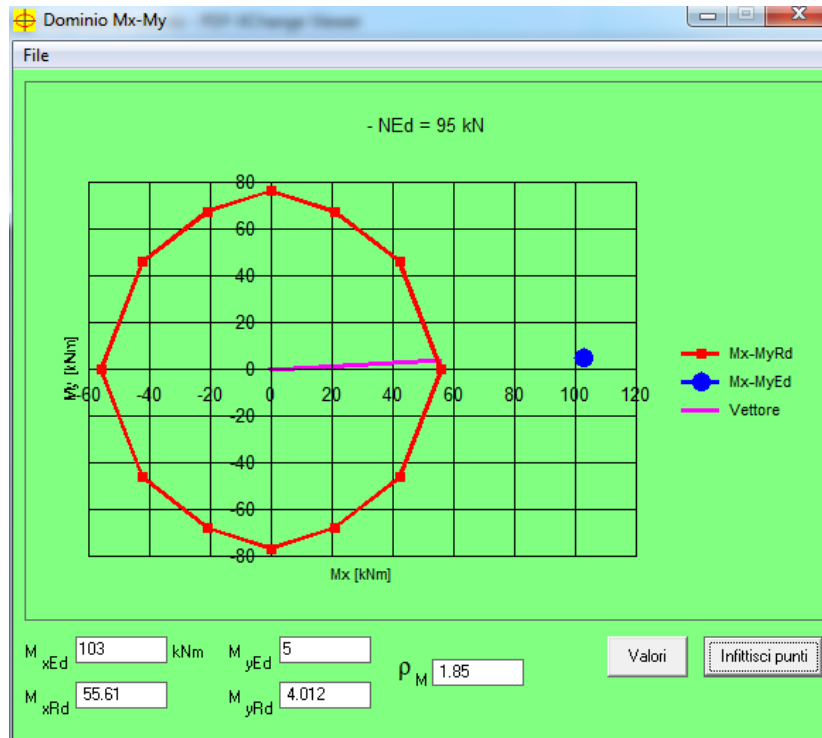 Dominio Mx-My
File
- NEd = 95 kN
80
60
40
20
0
-20
-40
-60
-80
-60 -40 -20 0 20 40 60 80 100 120
My [kNm]
Mx [kNm]
Mx-MyRd
Mx-MyEd
Vettore
M xEd 103 kNm M yEd 5
ρ M 1.85
Valori Infittisci punti
M xRd 55.61 M yRd 4.012